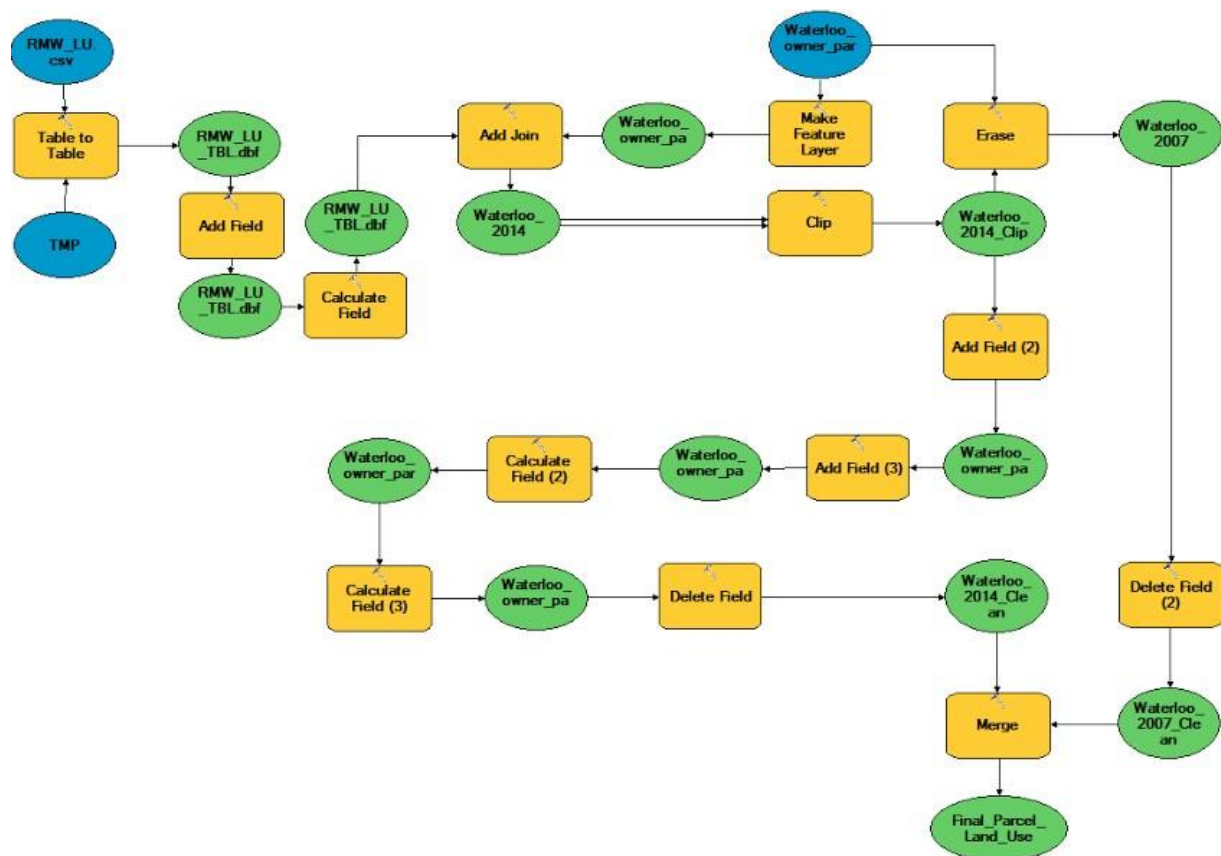 RMW_LU.
csv
Waterloo_
owner_par
Table to
Table
RMW_LU
_TBL.dbf
Add Join
Waterloo_
owner_pa
Make
Feature
Layer
Erase
Waterloo_
2007
TMP
Add Field
RMW_LU
_TBL.dbf
Waterloo_
2014
Clip
Waterloo_
2014_Clip
RMW_LU
_TBL.dbf
Calculate
Field
Add Field (2)
Waterloo_
owner_par
Calculate
Field (2)
Waterloo_
owner_pa
Add Field (3)
Waterloo_
owner_pa
Calculate
Field (3)
Waterloo_
owner_pa
Delete Field
Waterloo_
2014_Cle
an
Delete Field
(2)
Merge
Waterloo_
2007_Cle
an
Final_Parcel_
Land_Use